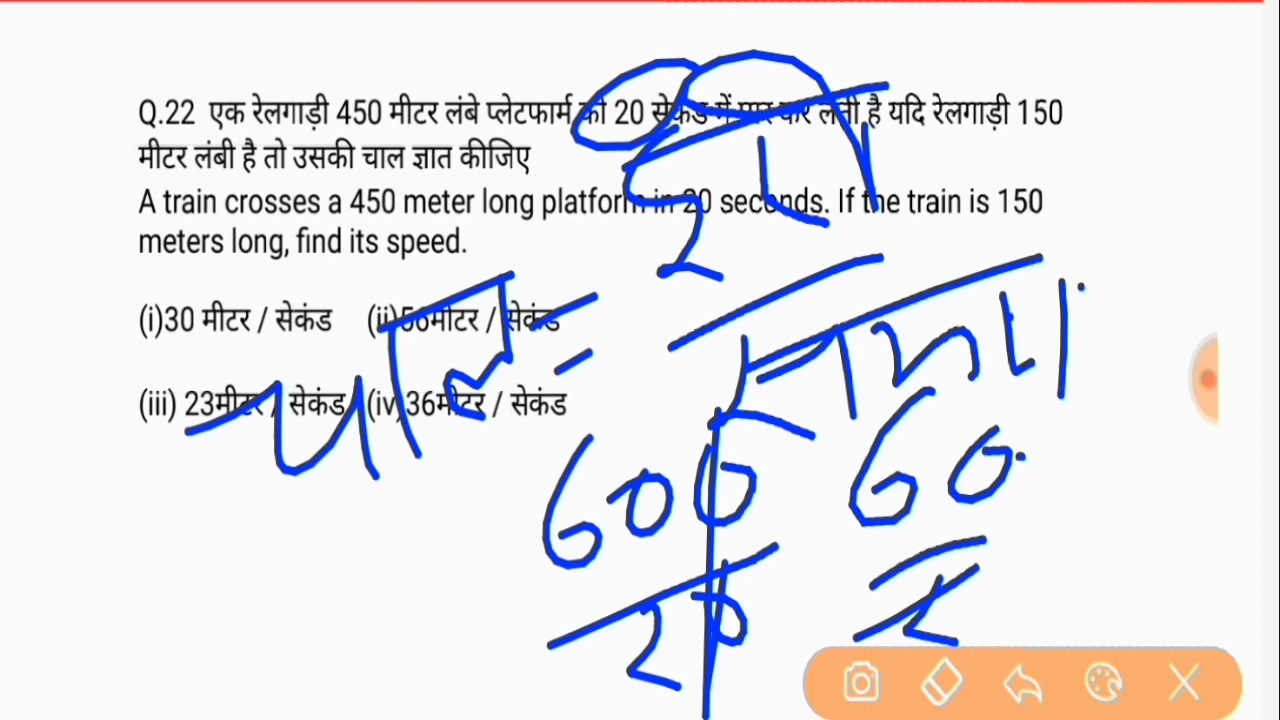 Q.22 एक रेलगाड़ी 450 मीटर लंबे प्लेटफार्म को 20 सेकंड में पार कर लेती है यदि रेलगाड़ी 150
मीटर लंबी है तो उसकी चाल ज्ञात कीजिए
A train crosses a 450 meter long platform in 20 seconds. If the train is 150
meters long, find its speed.
(i)30 मीटर / सेकंड (ii)56मीटर / सेकंड
(iii) 23मीटर / सेकंड (iv)36मीटर / सेकंड
दूरी
चाल =
समय
600 60
20 2